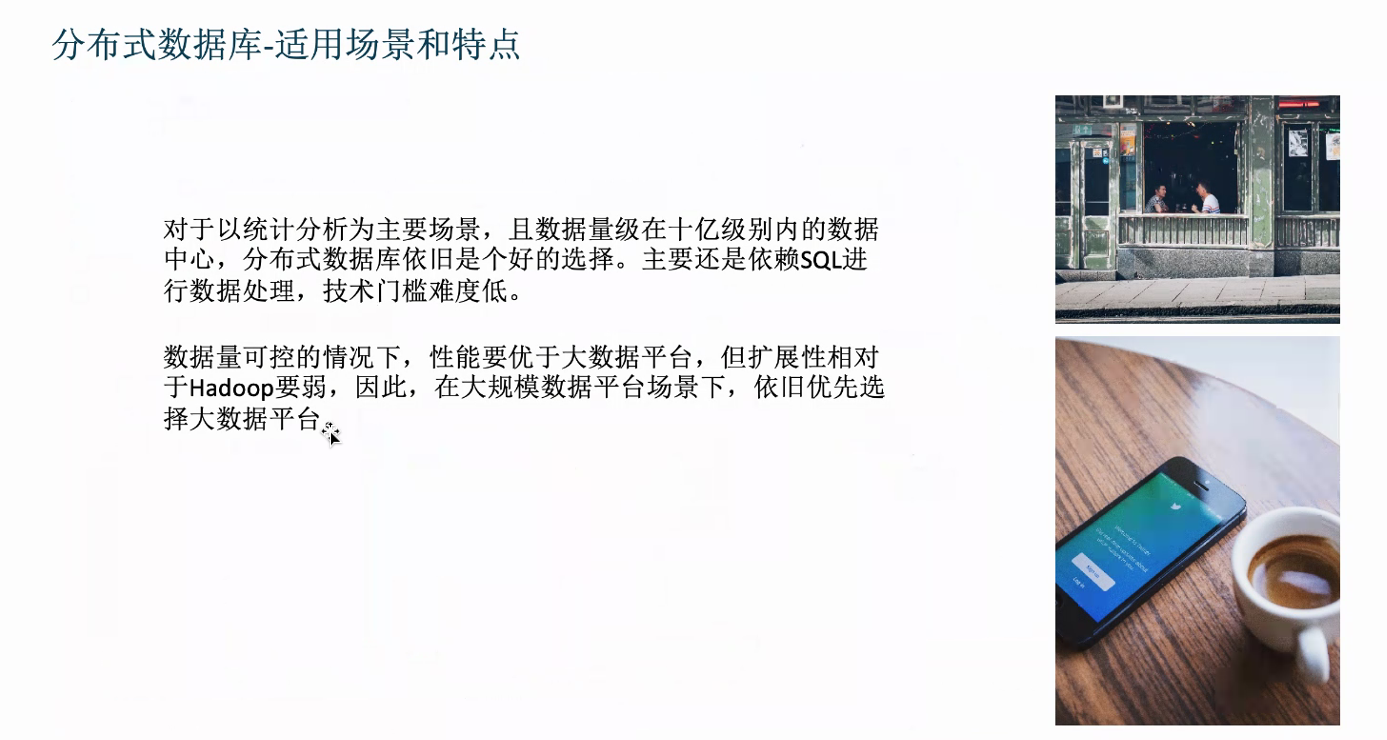 分布式数据库-适用场景和特点
对于以统计分析为主要场景，且数据量级在十亿级别内的数据
中心，分布式数据库依旧是个好的选择。主要还是依赖SQL进
行数据处理，技术门槛难度低。
数据量可控的情况下，性能要优于大数据平台，但扩展性相对
于Hadoop要弱，因此，在大规模数据平台场景下，依旧优先选
择大数据平台。